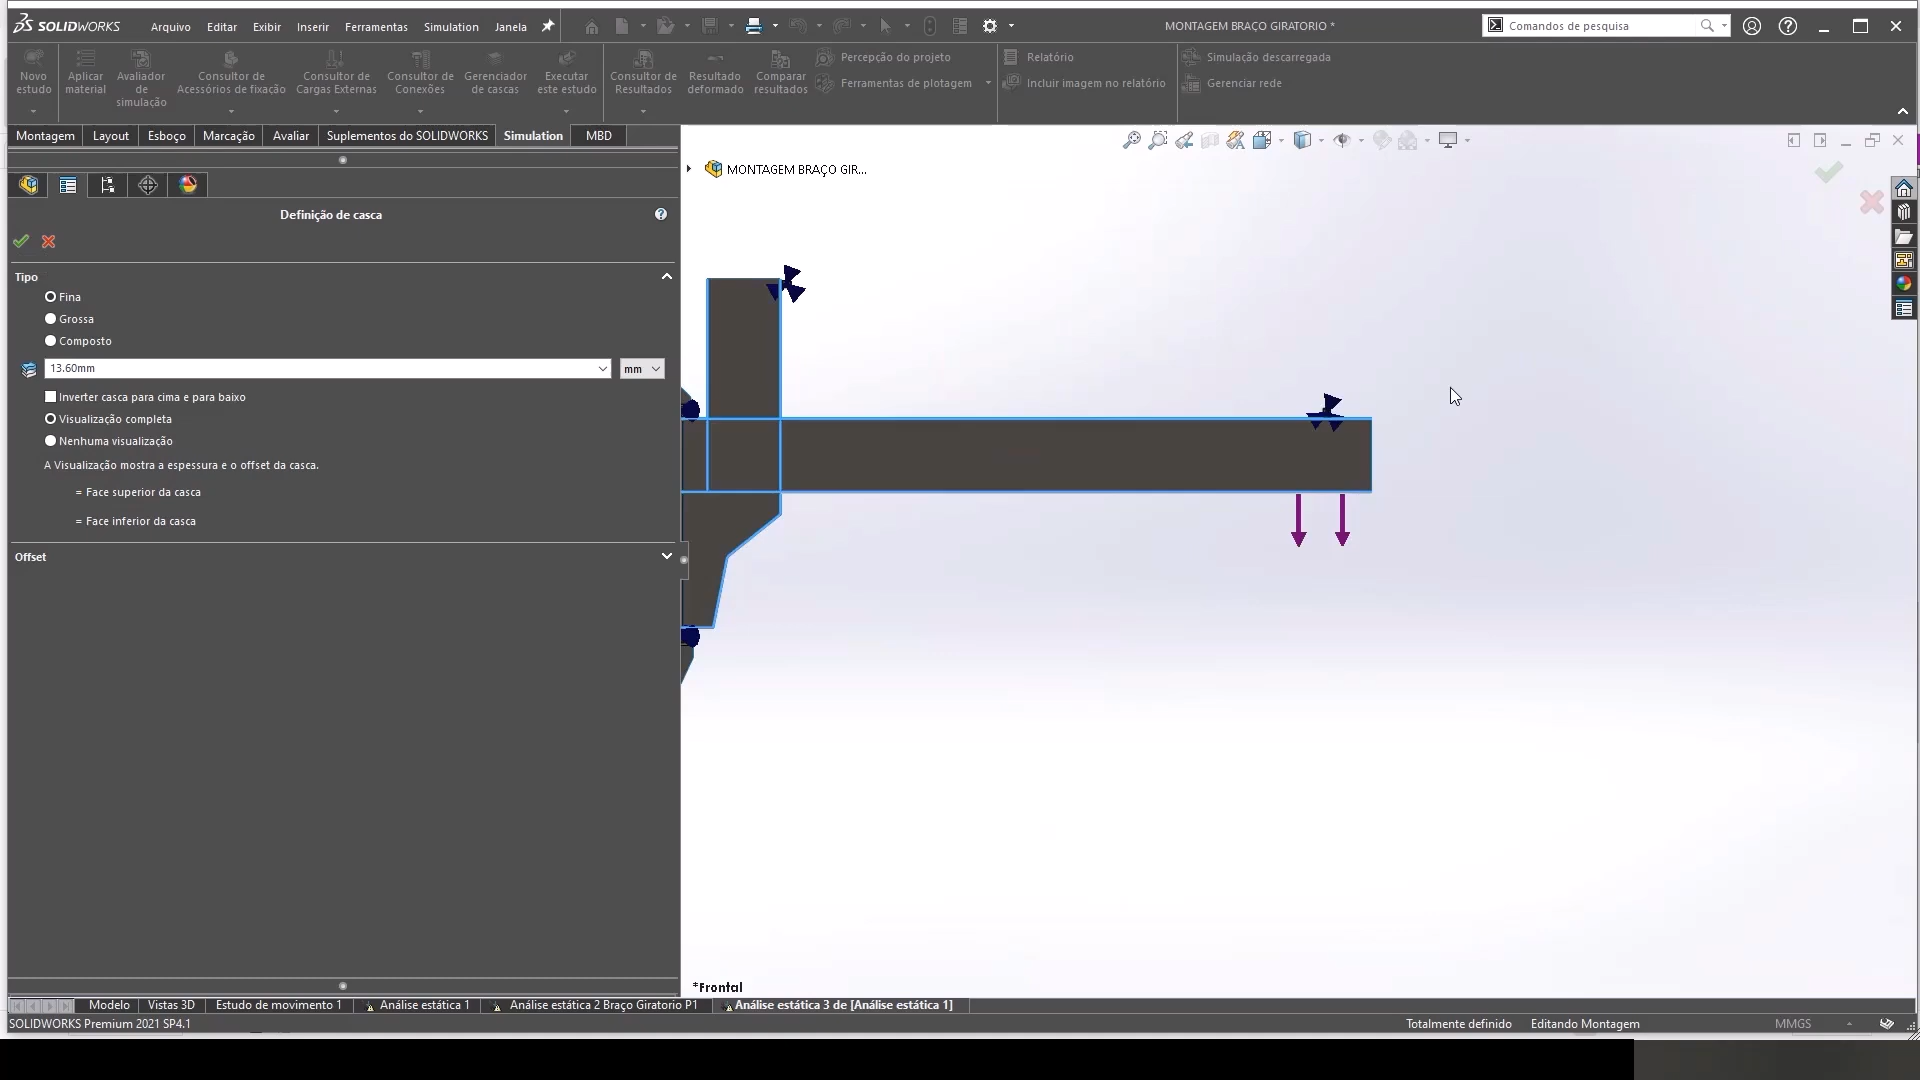 SOLIDWORKS Arquivo Editar Exibir Inserir Ferramentas Simulation Janela MONTAGEM BRAÇO GIRATORIO * Comandos de pesquisa
Novo estudo
Aplicar material
Avaliador de simulação
Consultor de Acessórios de fixação
Consultor de Cargas Externas
Consultor de Conexões
Gerenciador de cascas
Executar este estudo
Consultor de Resultados
Resultado deformado
Comparar resultados
Percepção do projeto
Ferramentas de plotagem
Relatório
Incluir imagem no relatório
Simulação descarregada
Gerenciar rede
Montagem Layout Esboço Marcação Avaliar Suplementos do SOLIDWORKS Simulation MBD
MONTAGEM BRAÇO GIR...
Definição de casca
Tipo
Fina
Grossa
Composto
13.60mm mm
Inverter casca para cima e para baixo
Visualização completa
Nenhuma visualização
A Visualização mostra a espessura e o offset da casca.
= Face superior da casca
= Face inferior da casca
Offset
*Frontal
Modelo Vistas 3D Estudo de movimento 1 Análise estática 1 Análise estática 2 Braço Giratorio P1 Análise estática 3 de [Análise estática 1]
SOLIDWORKS Premium 2021 SP4.1 Totalmente definido Editando Montagem MMGS